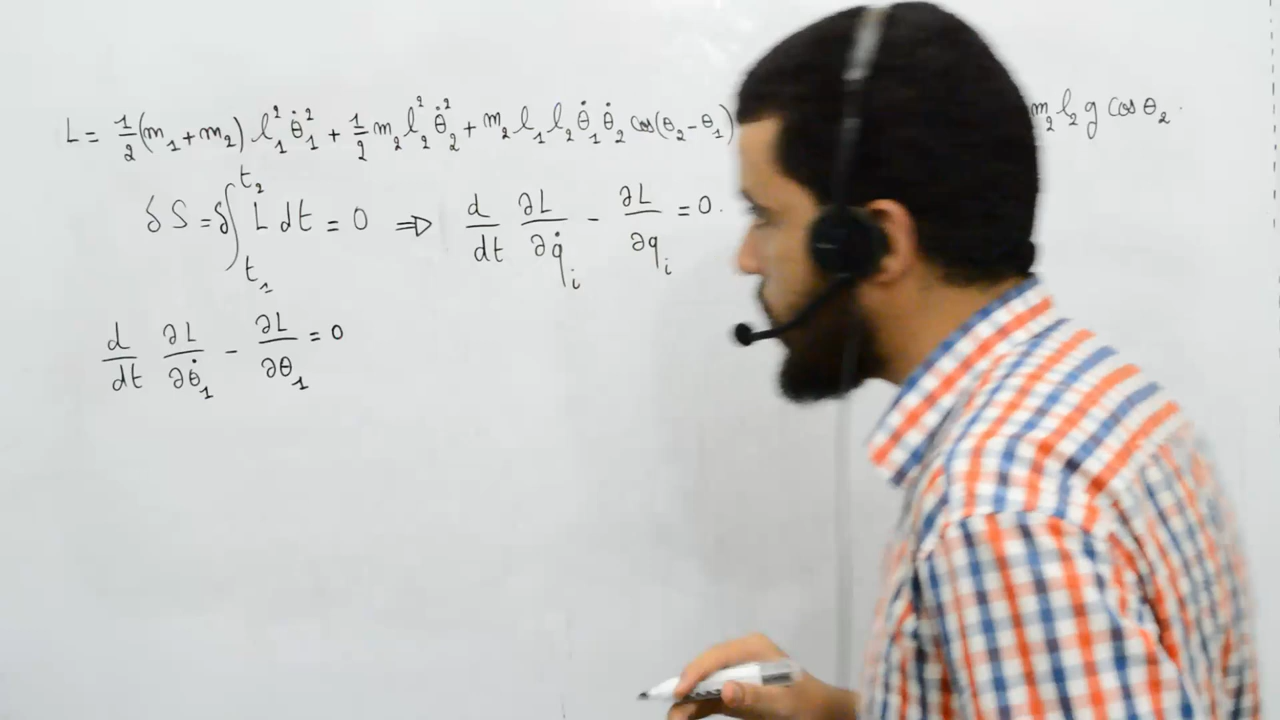 L = 1/2 (m₁+m₂) l₁² θ̇₁² + 1/2 m₂ l₂² θ̇₂² + m₂ l₁ l₂ θ̇₁ θ̇₂ cos(θ₂-θ₁) m₂ l₂ g cos θ₂.
δS = δ∫_{t₁}^{t₂} L dt = 0 ⇒ d/dt ∂L/∂q̇ᵢ - ∂L/∂qᵢ = 0.
d/dt ∂L/∂θ̇₁ - ∂L/∂θ₁ = 0